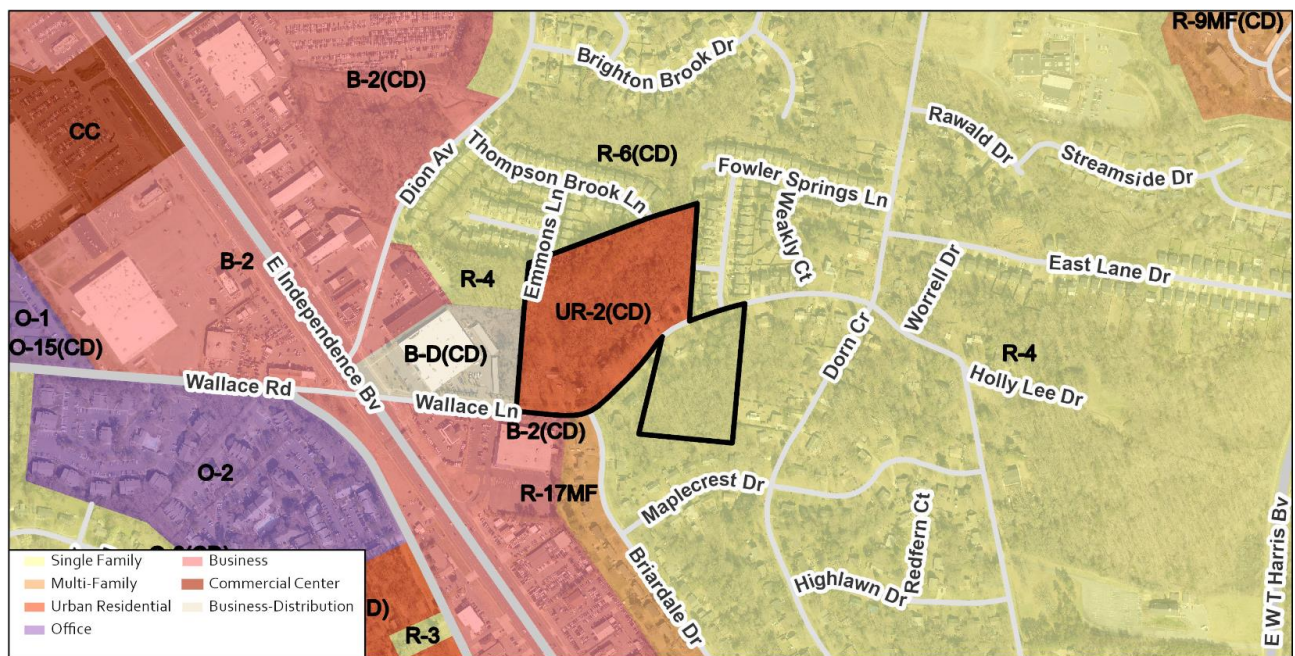 R-9MF(CD)
Brighton Brook Dr
B-2(CD)
CC
Rawald Dr
Streamside Dr
Thompson Brook Ln
R-6(CD)
Fowler Springs Ln
Dion Av
Weakly Ct
Emmons Ln
B-2
E Independence Bv
R-4
Worrell Dr
East Lane Dr
UR-2(CD)
O-1
O-15(CD)
B-D(CD)
Dorn Cr
R-4
Holly Lee Dr
Wallace Rd
Wallace Ln
B-2(CD)
O-2
R-17MF
Maplecrest Dr
Redfern Ct
Highlawn Dr
Briardale Dr
E W T Harris Bv
R-3
Single Family
Multi-Family
Urban Residential
Office
Business
Commercial Center
Business-Distribution